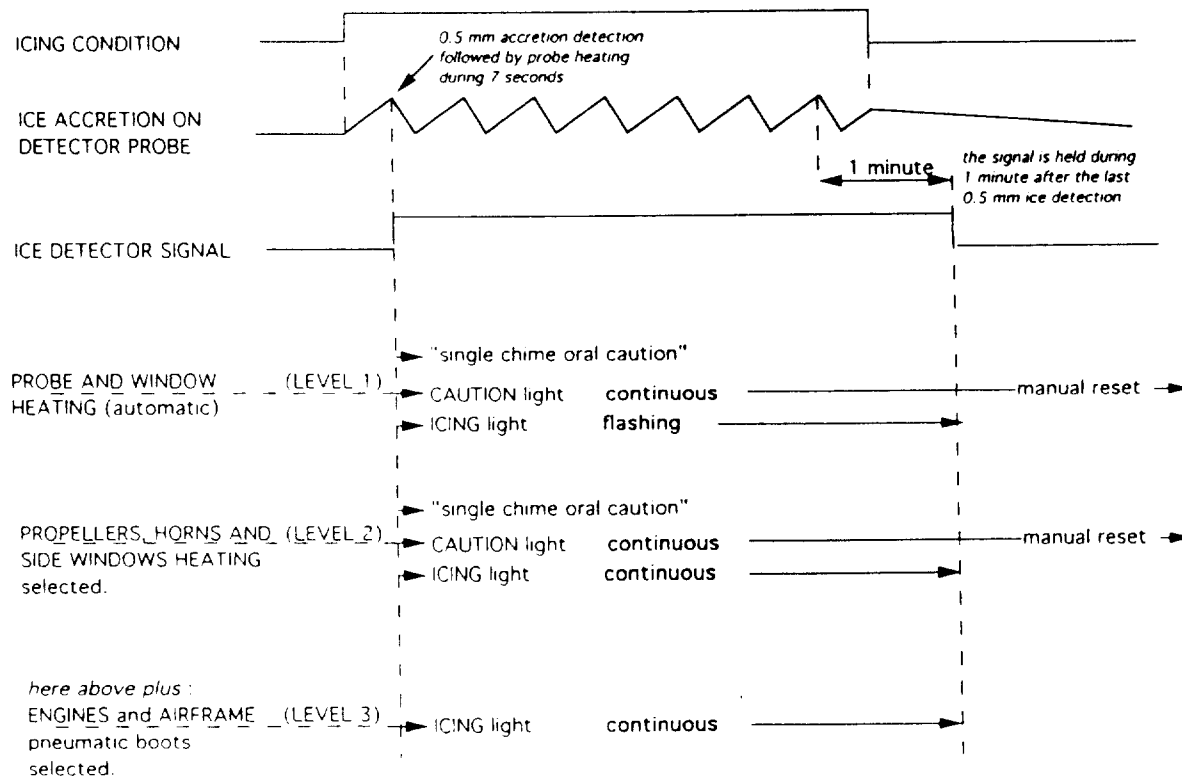 ICING CONDITION
0.5 mm accretion detection
followed by probe heating
during 7 seconds
ICE ACCRETION ON
DETECTOR PROBE
1 minute
the signal is held during
1 minute after the last
0.5 mm ice detection
ICE DETECTOR SIGNAL
"single chime oral caution"
PROBE AND WINDOW (LEVEL 1)
HEATING (automatic)
CAUTION light continuous manual reset
ICING light flashing
"single chime oral caution"
PROPELLERS, HORNS AND (LEVEL 2)
SIDE WINDOWS HEATING
selected.
CAUTION light continuous manual reset
ICING light continuous
here above plus :
ENGINES and AIRFRAME (LEVEL 3)
pneumatic boots
selected.
ICING light continuous